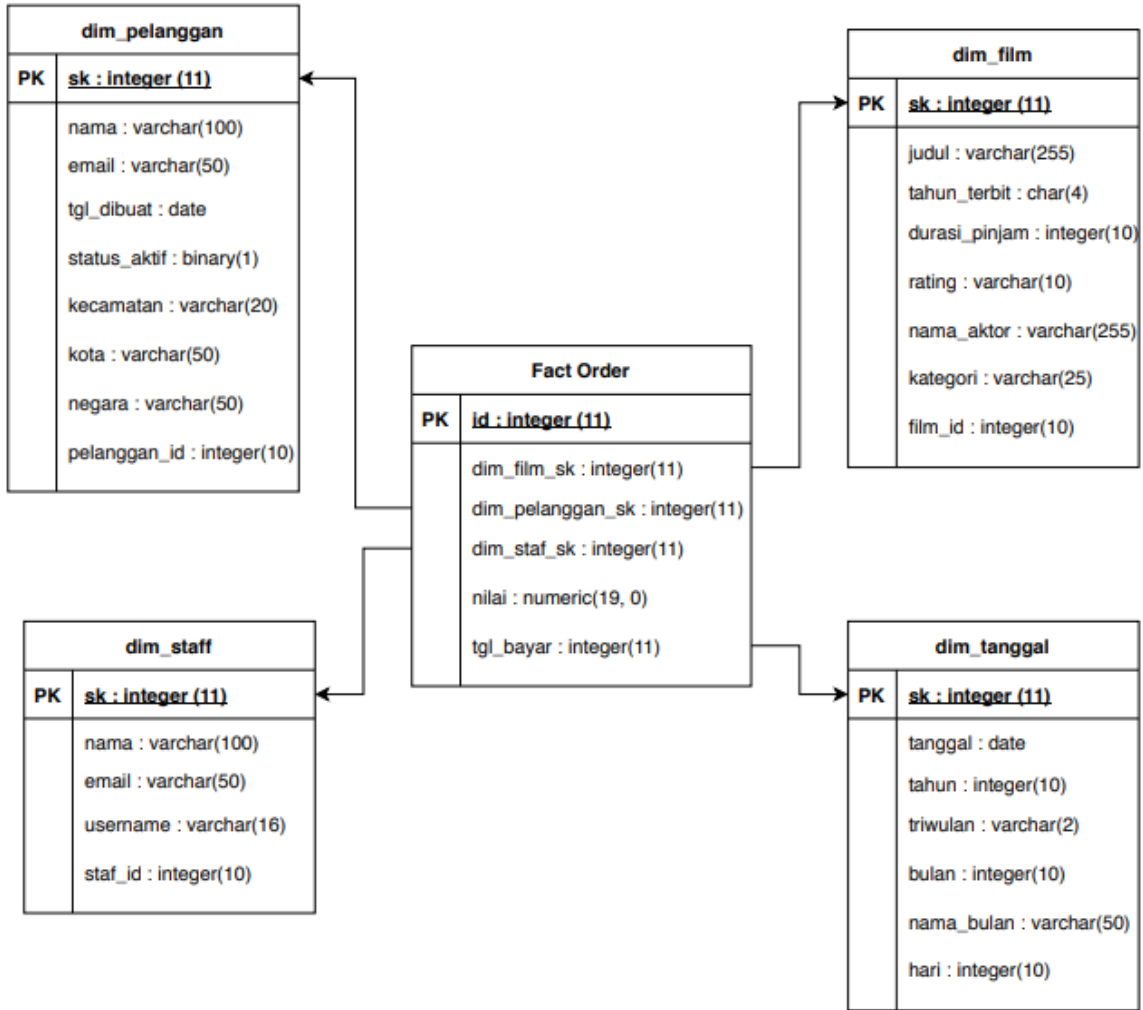 dim_pelanggan
PK sk : integer (11)
nama : varchar(100)
email : varchar(50)
tgl_dibuat : date
status_aktif : binary(1)
kecamatan : varchar(20)
kota : varchar(50)
negara : varchar(50)
pelanggan_id : integer(10)
dim_film
PK sk : integer (11)
judul : varchar(255)
tahun_terbit : char(4)
durasi_pinjam : integer(10)
rating : varchar(10)
nama_aktor : varchar(255)
kategori : varchar(25)
film_id : integer(10)
Fact Order
PK id : integer (11)
dim_film_sk : integer(11)
dim_pelanggan_sk : integer(11)
dim_staf_sk : integer(11)
nilai : numeric(19, 0)
tgl_bayar : integer(11)
dim_staff
PK sk : integer (11)
nama : varchar(100)
email : varchar(50)
username : varchar(16)
staf_id : integer(10)
dim_tanggal
PK sk : integer (11)
tanggal : date
tahun : integer(10)
triwulan : varchar(2)
bulan : integer(10)
nama_bulan : varchar(50)
hari : integer(10)